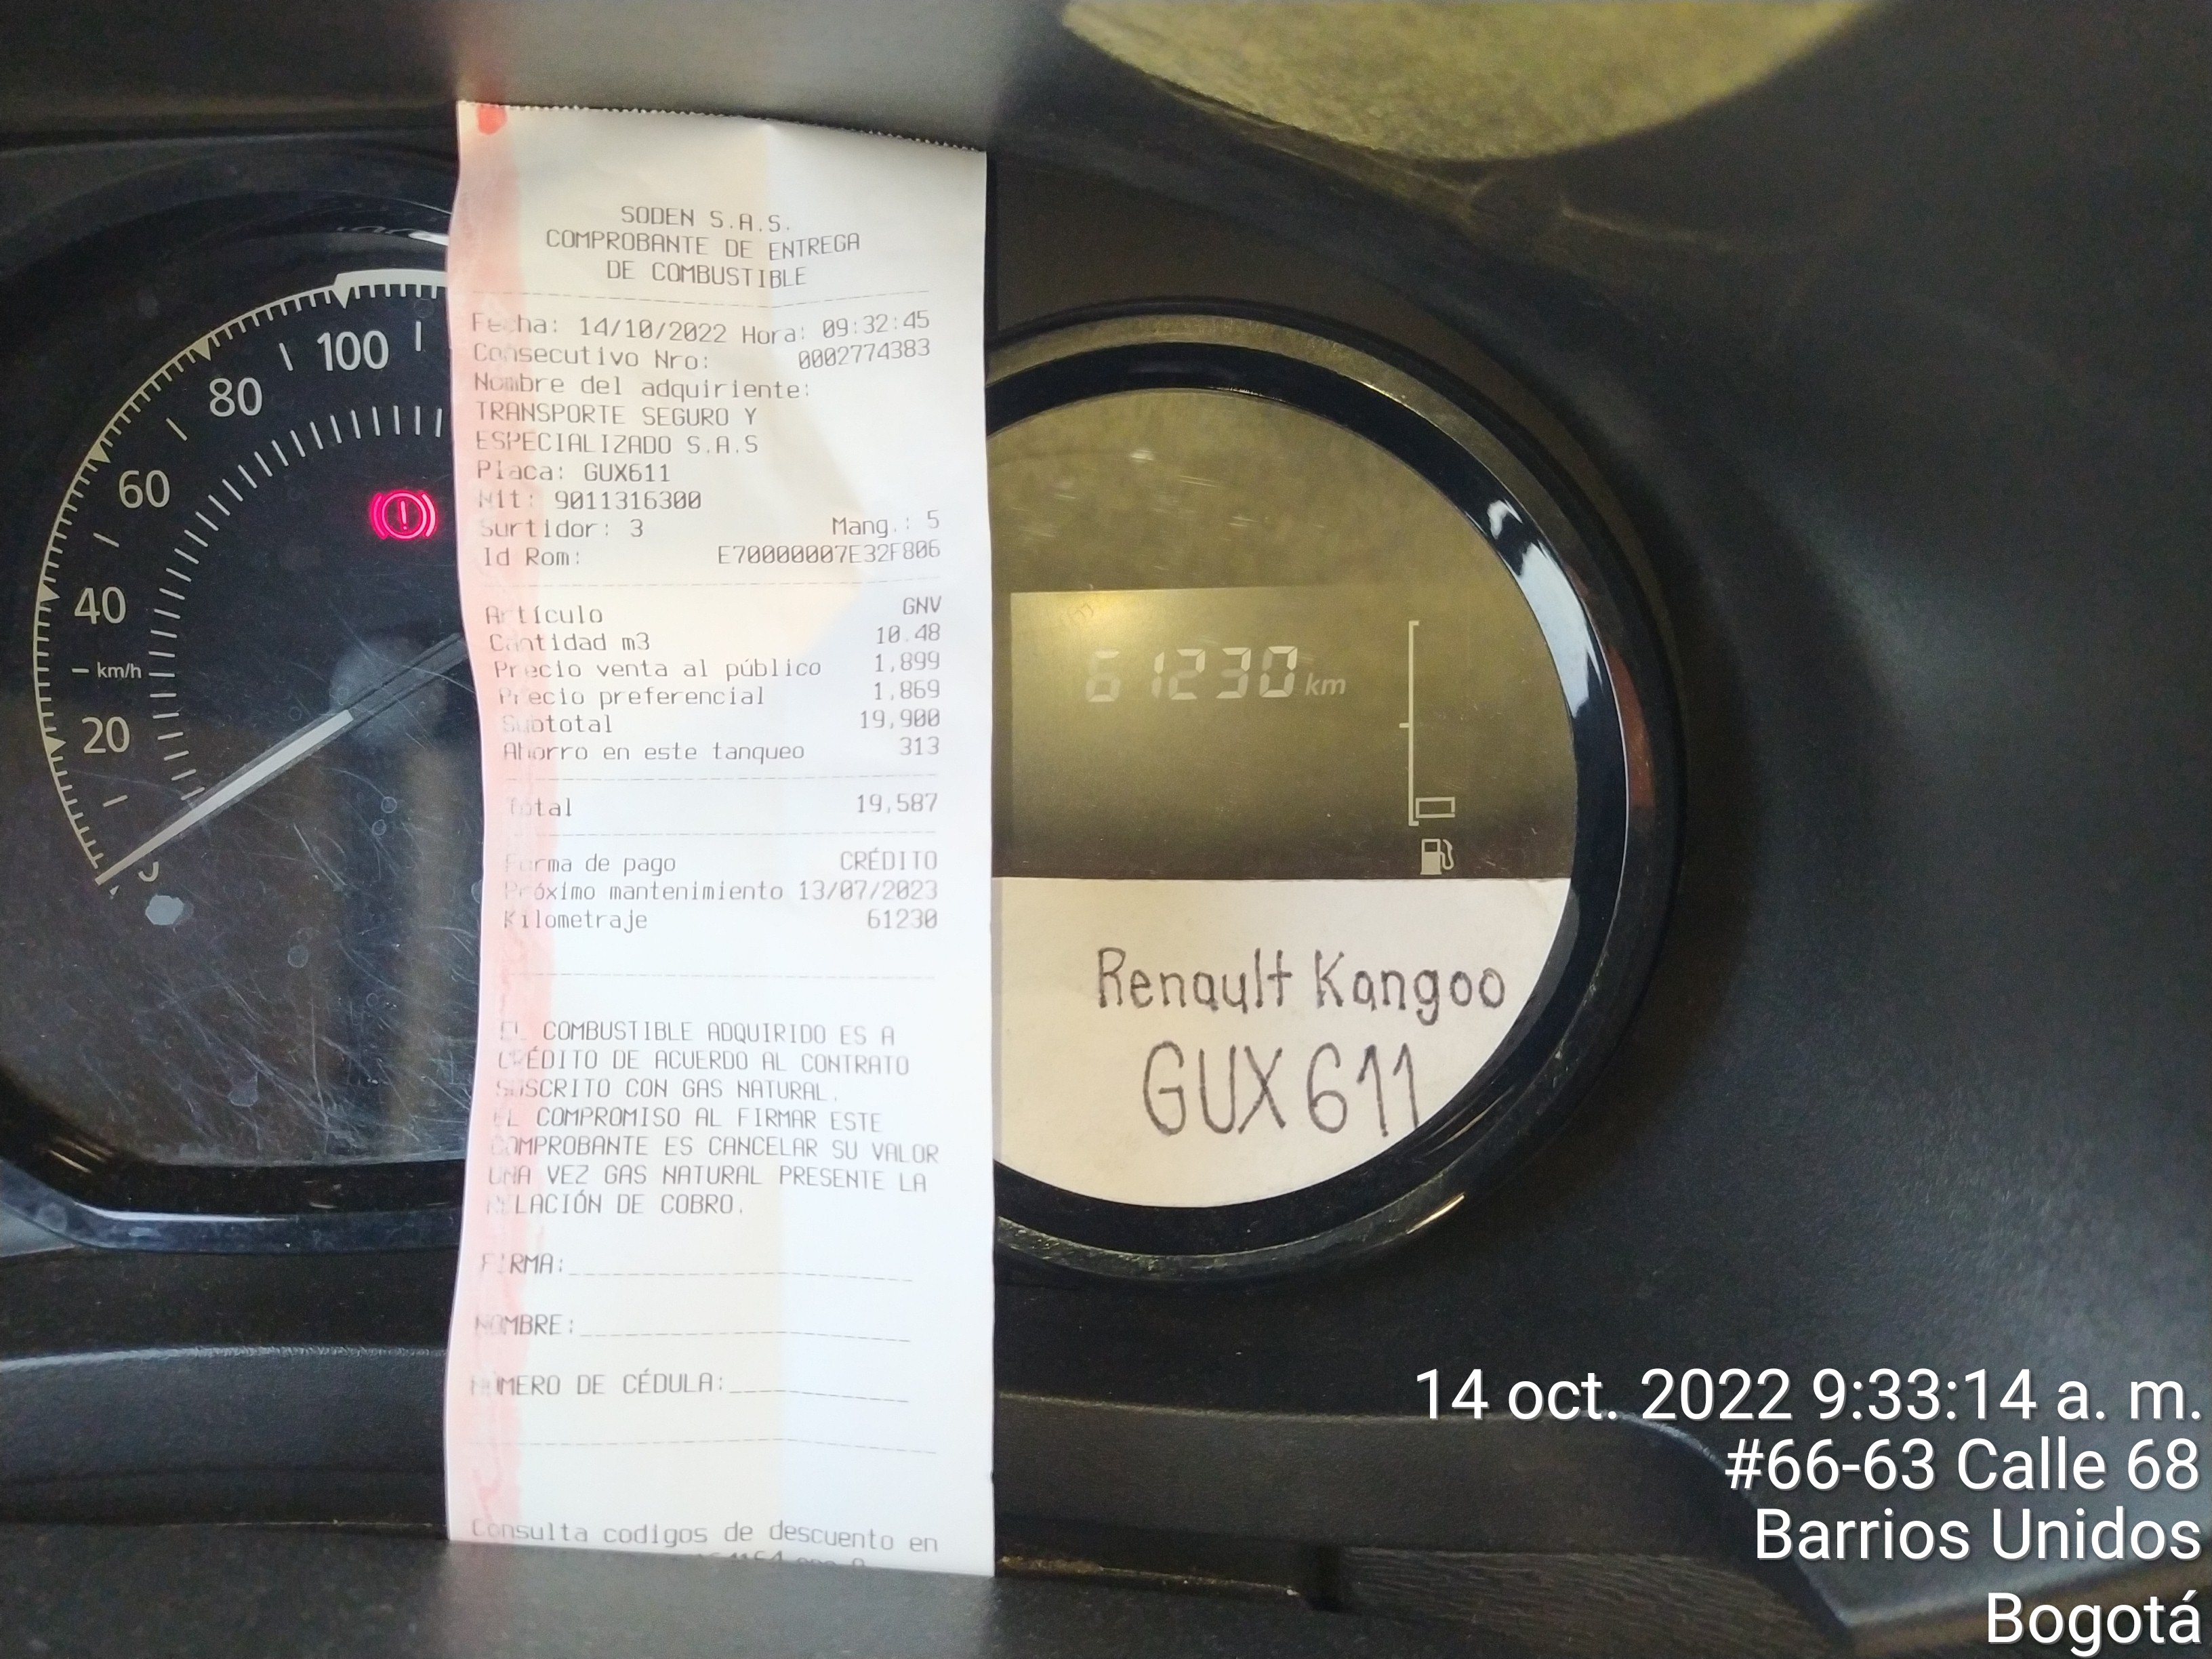 SODEN S.A.S.
COMPROBANTE DE ENTREGA
DE COMBUSTIBLE
Fecha: 14/10/2022 Hora: 09:32:45
Consecutivo Nro: 0002774383
Nombre del adquiriente:
TRANSPORTE SEGURO Y
ESPECIALIZADO S.A.S
Placa: GUX611
Nit: 9011316300
Surtidor: 3 Mang.: 5
Id Rom: E70000007E32F806
Artículo GNV
Cantidad m3 10.48
Precio venta al público 1,899
Precio preferencial 1,869
Subtotal 19,900
Ahorro en este tanqueo 313
Total 19,587
Forma de pago CRÉDITO
Próximo mantenimiento 13/07/2023
Kilometraje 61230
EL COMBUSTIBLE ADQUIRIDO ES A
CRÉDITO DE ACUERDO AL CONTRATO
SUSCRITO CON GAS NATURAL.
EL COMPROMISO AL FIRMAR ESTE
COMPROBANTE ES CANCELAR SU VALOR
UNA VEZ GAS NATURAL PRESENTE LA
RELACIÓN DE COBRO.
FIRMA:
NOMBRE:
NÚMERO DE CÉDULA:
Consulta codigos de descuento en
100
80
60
40
km/h
20
61230 km
Renault Kangoo
GUX611
14 oct. 2022 9:33:14 a. m.
#66-63 Calle 68
Barrios Unidos
Bogotá